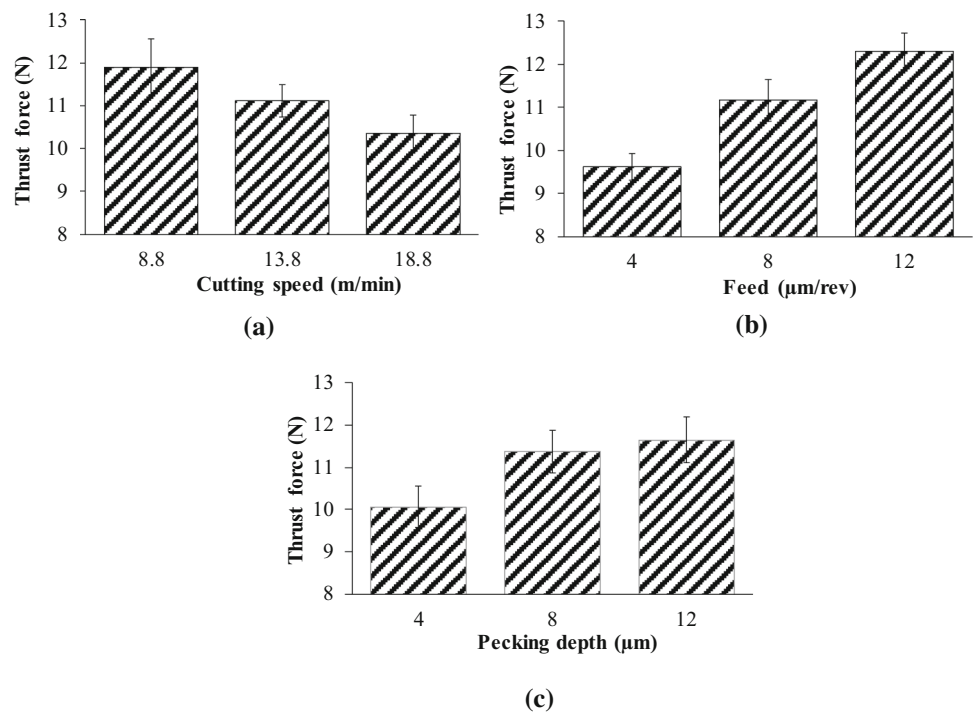 Thrust force (N)
13
12
11
10
9
8
8.8 13.8 18.8
Cutting speed (m/min)
(a)
Thrust force (N)
13
12
11
10
9
8
4 8 12
Feed (µm/rev)
(b)
Thrust force (N)
13
12
11
10
9
8
4 8 12
Pecking depth (µm)
(c)